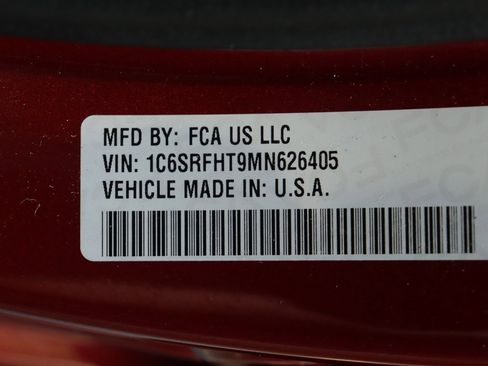 MFD BY: FCA US LLC
VIN: 1C6SRFHT9MN626405
VEHICLE MADE IN: U.S.A.